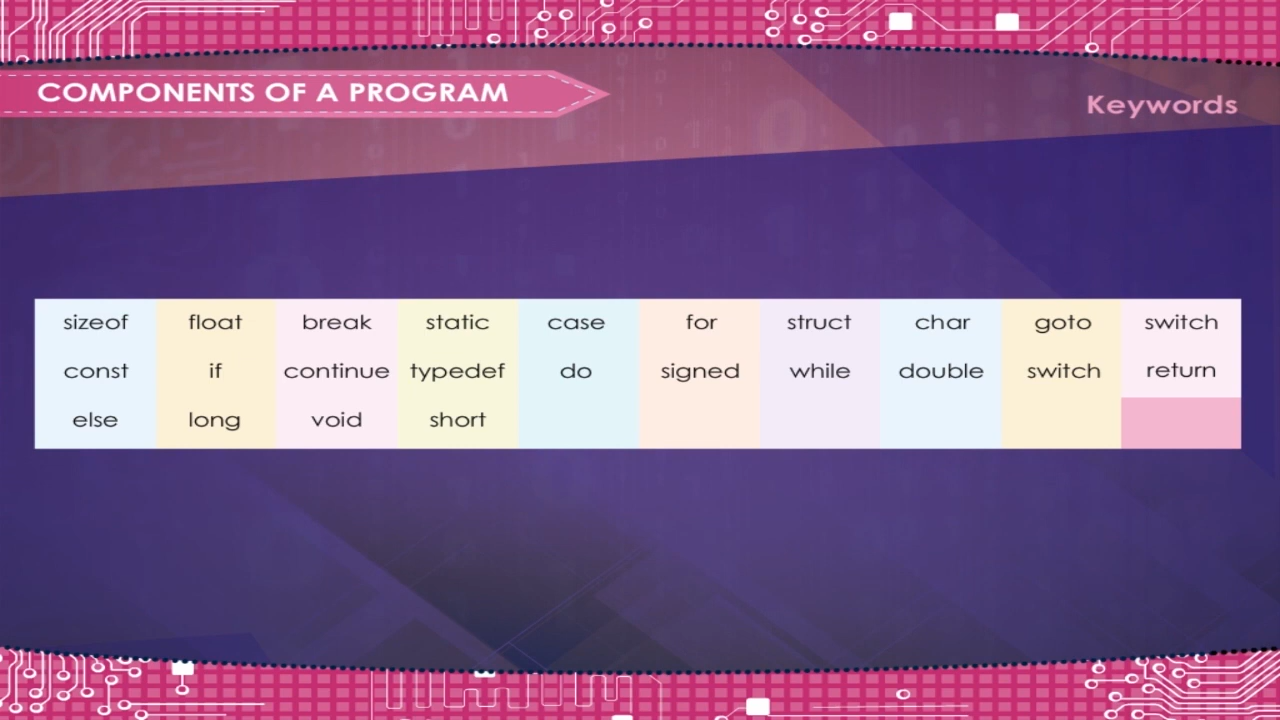 COMPONENTS OF A PROGRAM
Keywords
sizeof float break static case for struct char goto switch
const if continue typedef do signed while double switch return
else long void short